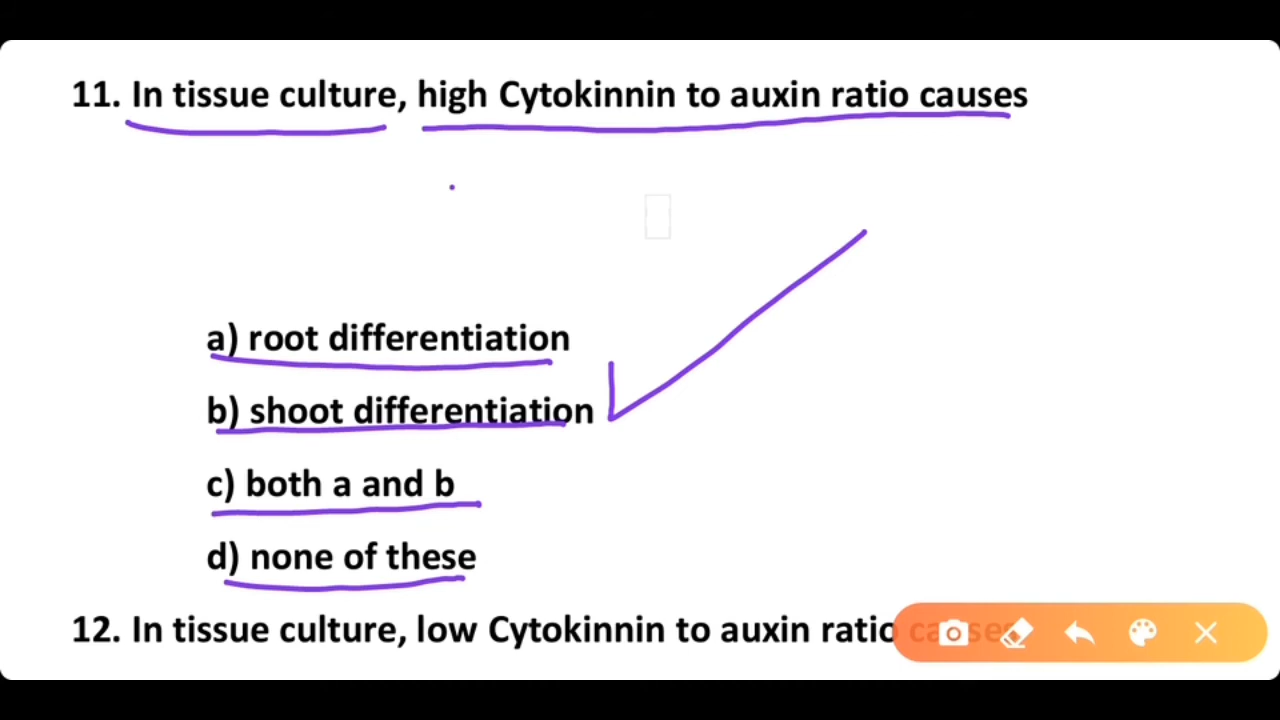 11. In tissue culture, high Cytokinnin to auxin ratio causes
a) root differentiation
b) shoot differentiation
c) both a and b
d) none of these
12. In tissue culture, low Cytokinnin to auxin ratio causes